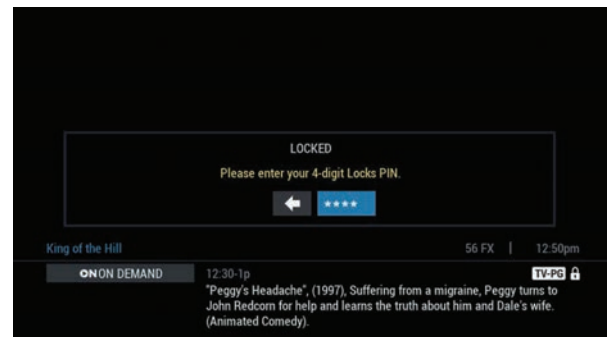 LOCKED
Please enter your 4-digit Locks PIN.
****
King of the Hill 56 FX | 12:50pm
ON ON DEMAND 12:30-1p TV-PG
"Peggy's Headache", (1997), Suffering from a migraine, Peggy turns to
John Redcorn for help and learns the truth about him and Dale's wife.
(Animated Comedy).